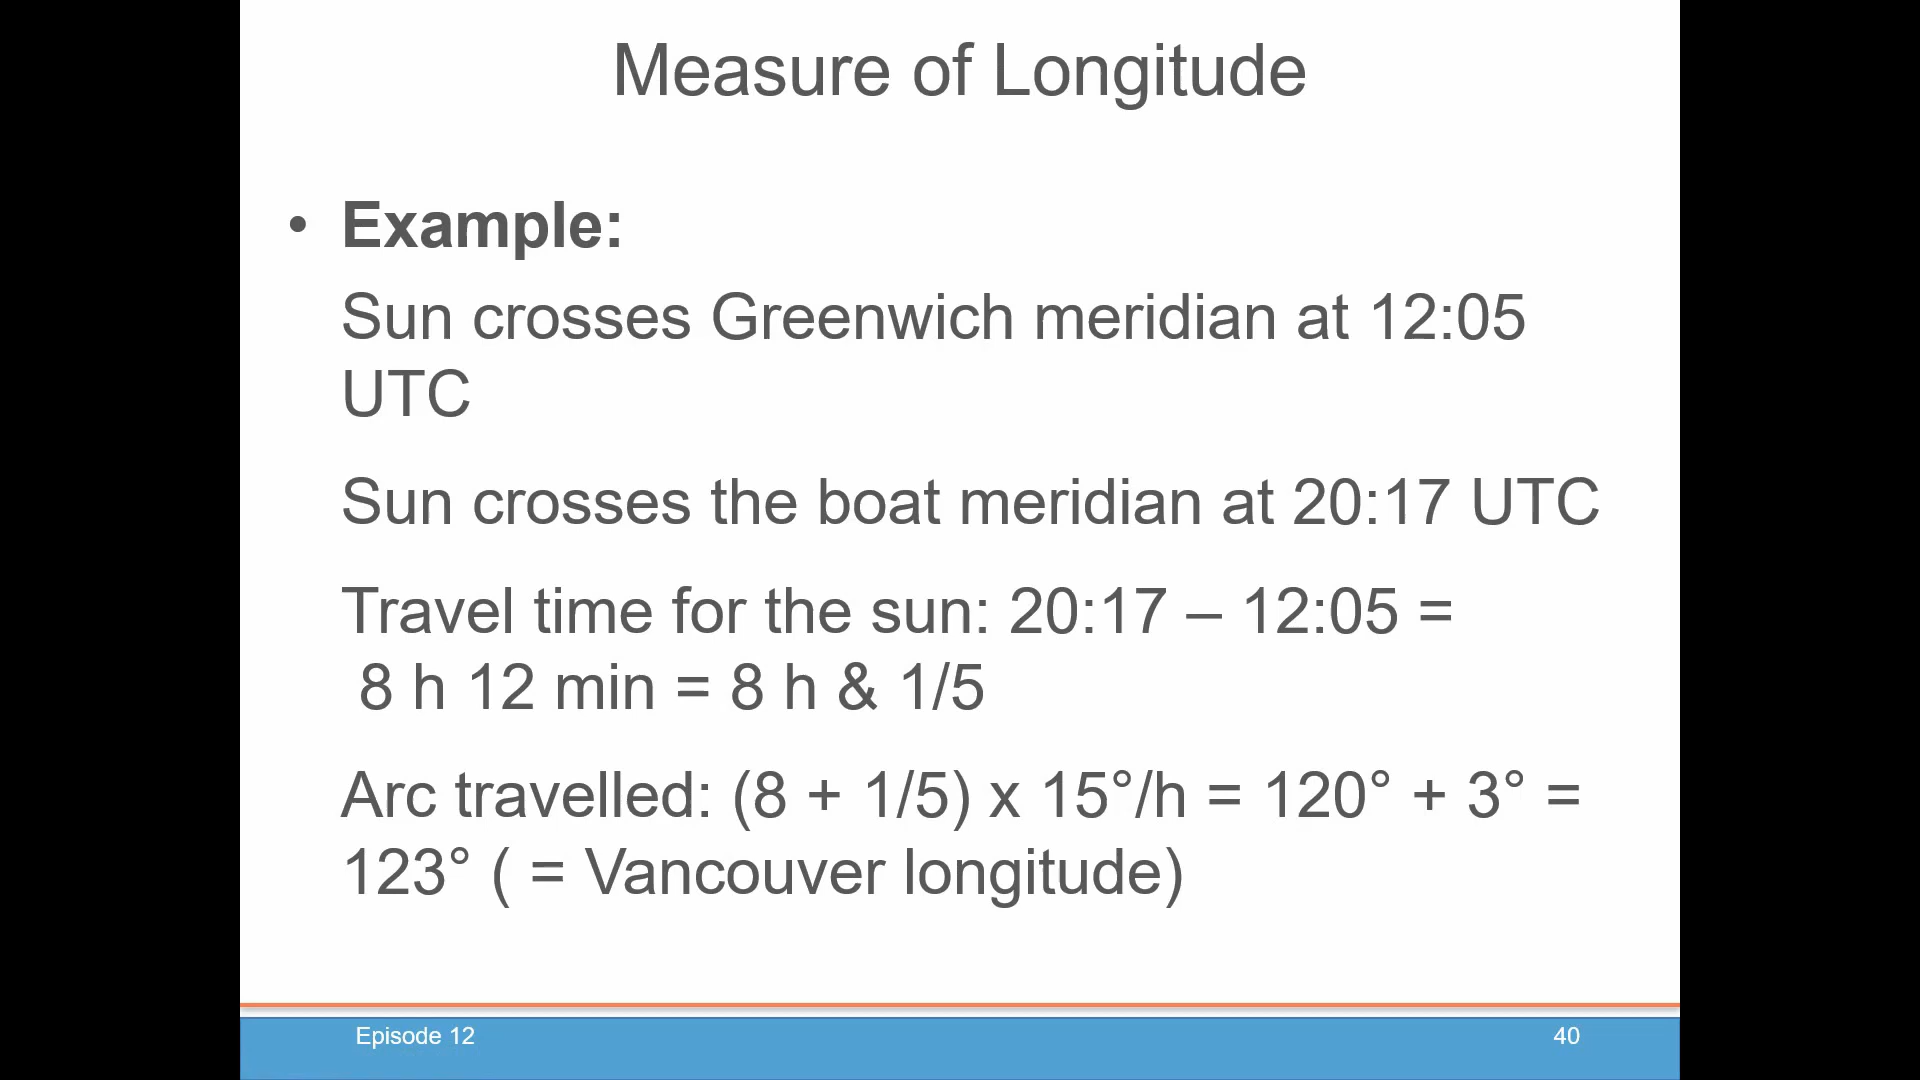 Measure of Longitude
• Example:
Sun crosses Greenwich meridian at 12:05
UTC
Sun crosses the boat meridian at 20:17 UTC
Travel time for the sun: 20:17 – 12:05 =
8 h 12 min = 8 h & 1/5
Arc travelled: (8 + 1/5) x 15°/h = 120° + 3° =
123° ( = Vancouver longitude)
Episode 12
40